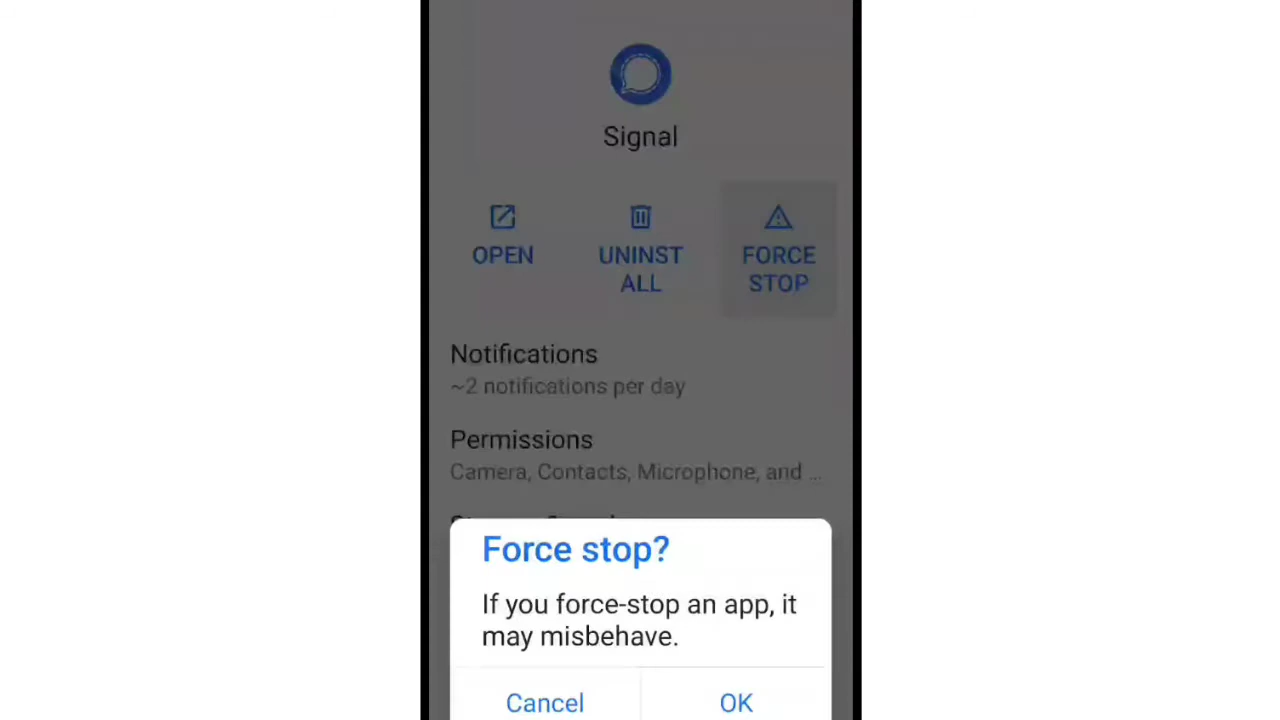 Signal
OPEN
UNINST
ALL
FORCE
STOP
Notifications
~2 notifications per day
Permissions
Camera, Contacts, Microphone, and ...
Force stop?
If you force-stop an app, it
may misbehave.
Cancel
OK